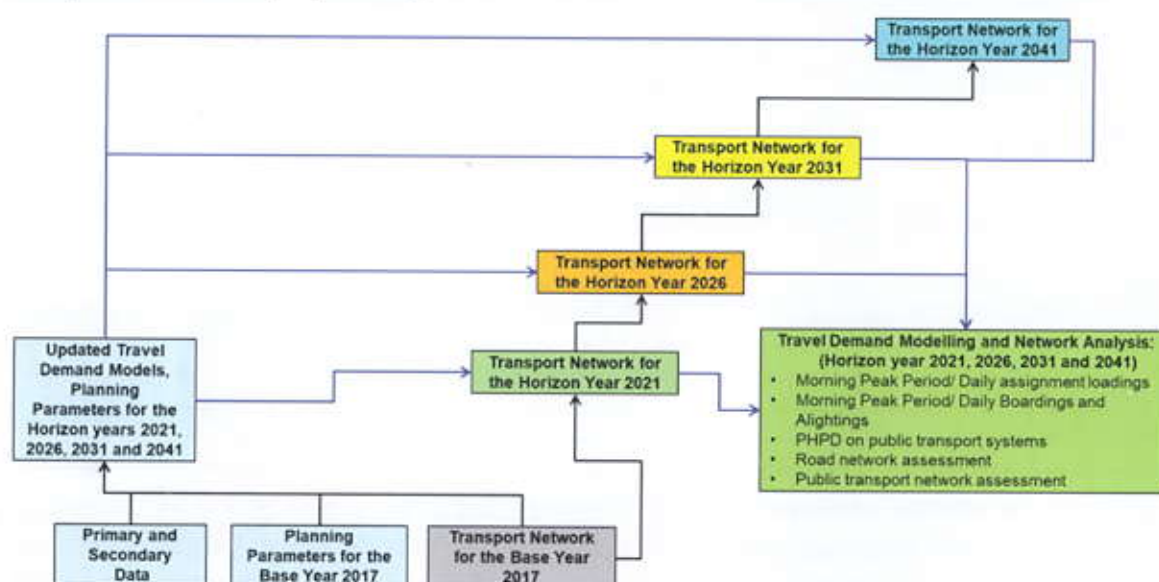 Transport Network for
the Horizon Year 2041
Transport Network for
the Horizon Year 2031
Transport Network for
the Horizon Year 2026
Updated Travel
Demand Models,
Planning
Parameters for the
Horizon years 2021,
2026, 2031 and 2041
Transport Network for
the Horizon Year 2021
Travel Demand Modelling and Network Analysis:
(Horizon year 2021, 2026, 2031 and 2041)
• Morning Peak Period/ Daily assignment loadings
• Morning Peak Period/ Daily Boardings and
Alightings
• PHPD on public transport systems
• Road network assessment
• Public transport network assessment
Primary and
Secondary
Data
Planning
Parameters for the
Base Year 2017
Transport Network
for the Base Year
2017